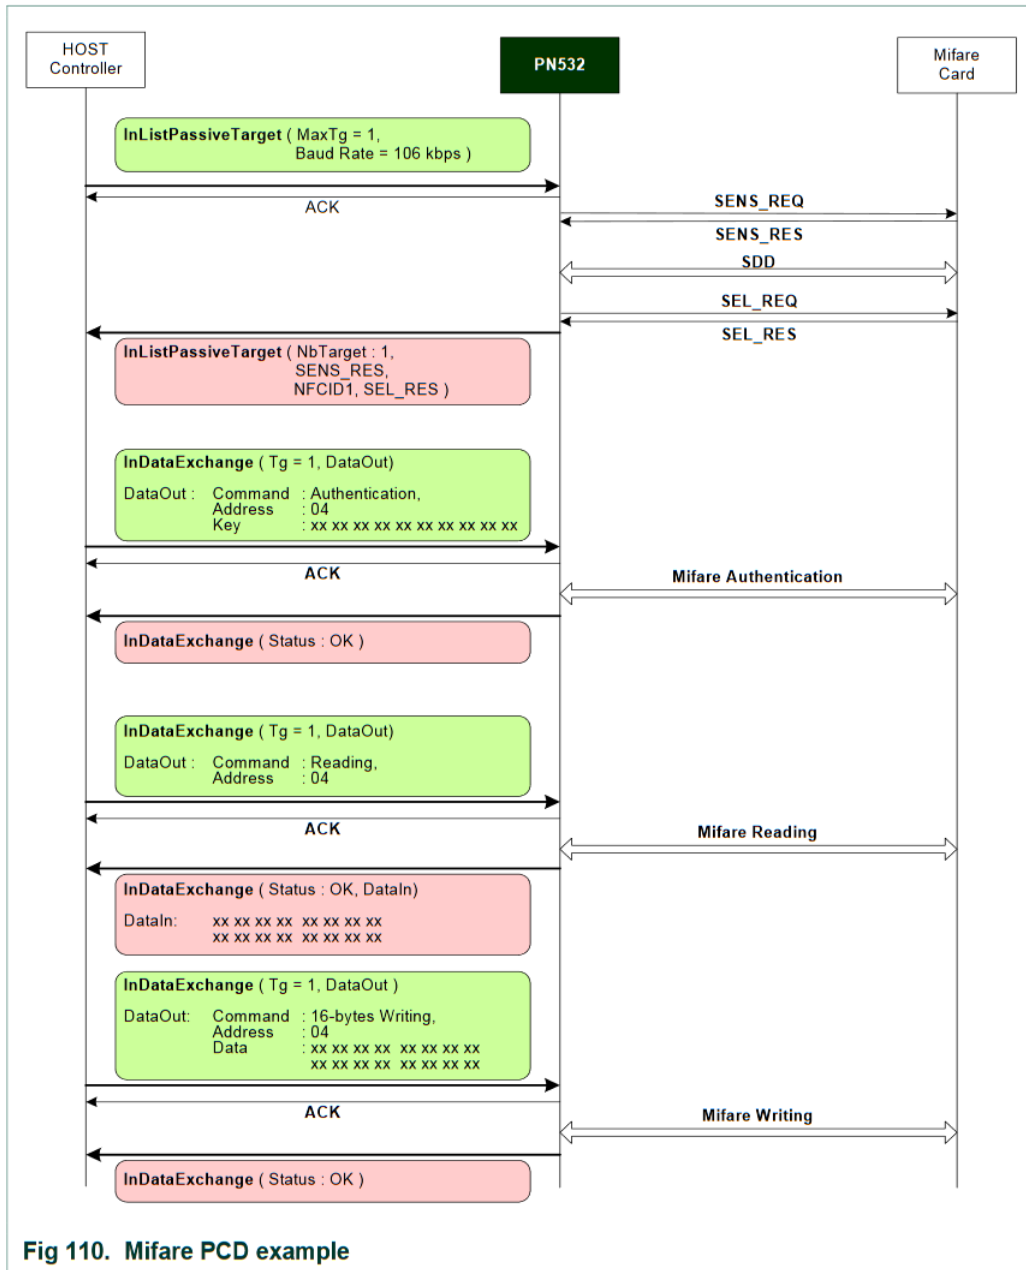 HOST
Controller
PN532
Mifare
Card
InListPassiveTarget ( MaxTg = 1,
Baud Rate = 106 kbps )
ACK
SENS_REQ
SENS_RES
SDD
SEL_REQ
SEL_RES
InListPassiveTarget ( NbTarget : 1,
SENS_RES,
NFCID1, SEL_RES )
InDataExchange ( Tg = 1, DataOut)
DataOut : Command : Authentication,
Address : 04
Key : xx xx xx xx xx xx xx xx xx xx
ACK
Mifare Authentication
InDataExchange ( Status : OK )
InDataExchange ( Tg = 1, DataOut)
DataOut : Command : Reading,
Address : 04
ACK
Mifare Reading
InDataExchange ( Status : OK, DataIn)
DataIn: xx xx xx xx xx xx xx xx
xx xx xx xx xx xx xx xx
InDataExchange ( Tg = 1, DataOut )
DataOut: Command : 16-bytes Writing,
Address : 04
Data : xx xx xx xx xx xx xx xx
xx xx xx xx xx xx xx xx
ACK
Mifare Writing
InDataExchange ( Status : OK )
Fig 110. Mifare PCD example